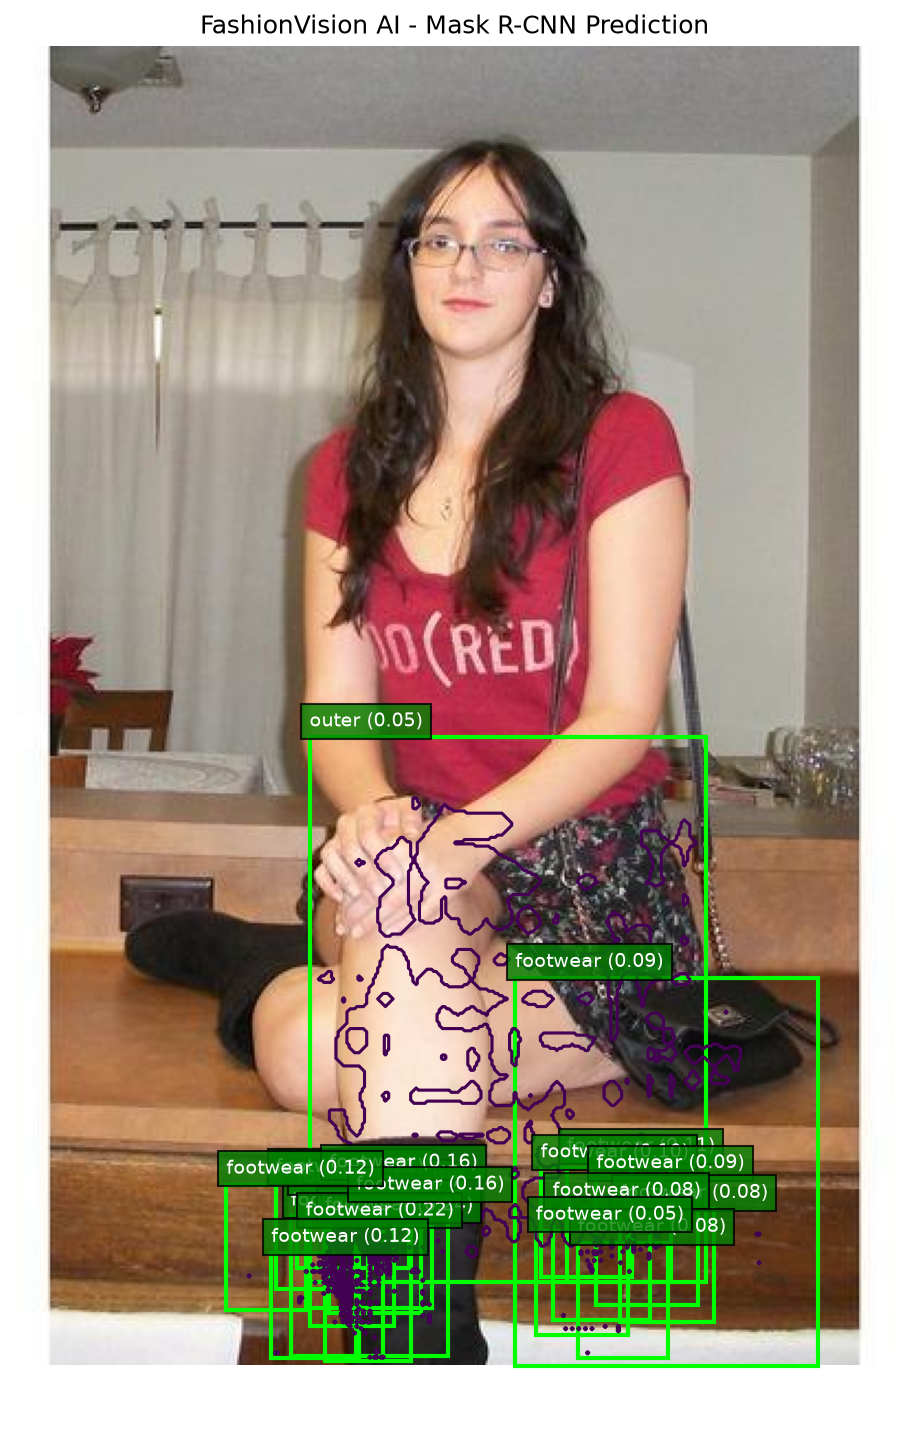 FashionVision AI - Mask R-CNN Prediction
OO(RED)
outer (0.05)
footwear (0.09)
footwear (0.12)
ear (0.16)
footwear (0.16)
footwear (0.22)
footwear (0.12)
footwear (0.09)
footwear (0.08)
(0.08)
footwear (0.05)
footwear (0.08)